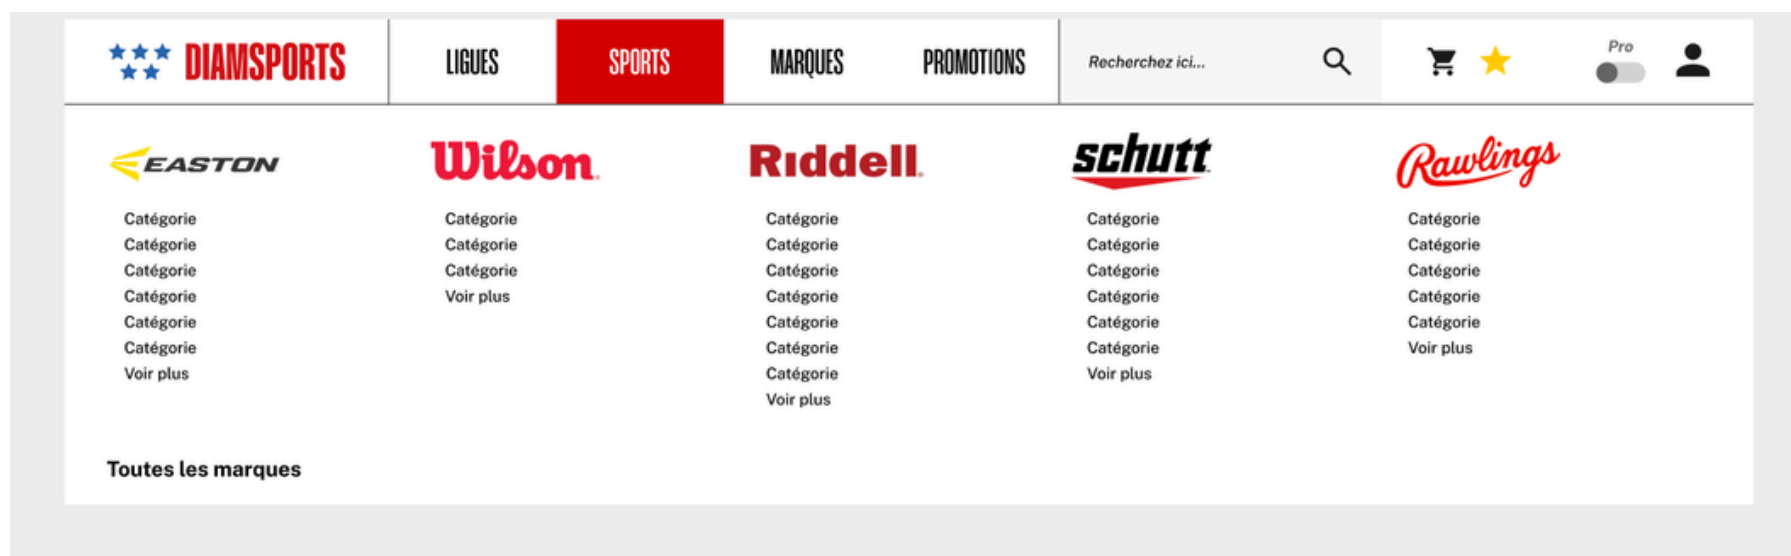 DIAMSPORTS
LIGUES
SPORTS
MARQUES
PROMOTIONS
Recherchez ici...
Pro
EASTON
Catégorie
Catégorie
Catégorie
Catégorie
Catégorie
Catégorie
Voir plus
Wilson
Catégorie
Catégorie
Catégorie
Voir plus
Riddell
Catégorie
Catégorie
Catégorie
Catégorie
Catégorie
Catégorie
Catégorie
Voir plus
schutt
Catégorie
Catégorie
Catégorie
Catégorie
Catégorie
Catégorie
Voir plus
Rawlings
Catégorie
Catégorie
Catégorie
Catégorie
Catégorie
Voir plus
Toutes les marques